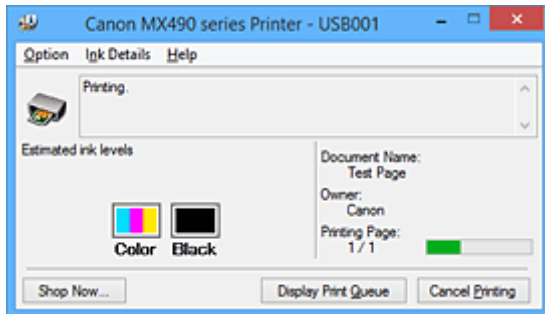 Canon MX490 series Printer - USB001
Option Ink Details Help
Printing.
Estimated ink levels
Color Black
Document Name:
Test Page
Owner:
Canon
Printing Page:
1 / 1
Shop Now... Display Print Queue Cancel Printing